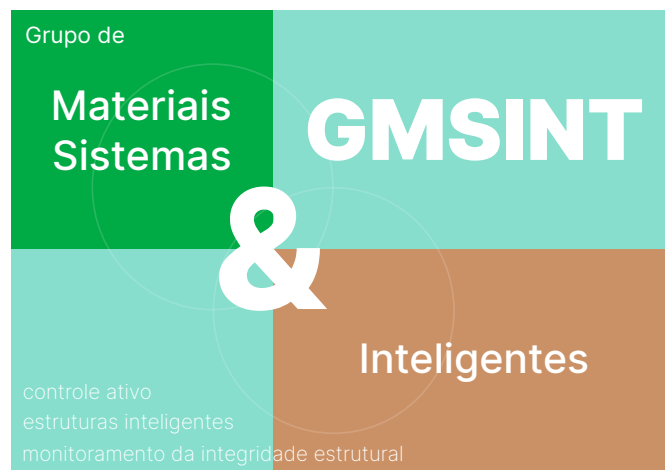 Grupo de
Materiais
Sistemas
GMSINT
&
Inteligentes
controle ativo
estruturas inteligentes
monitoramento da integridade estrutural